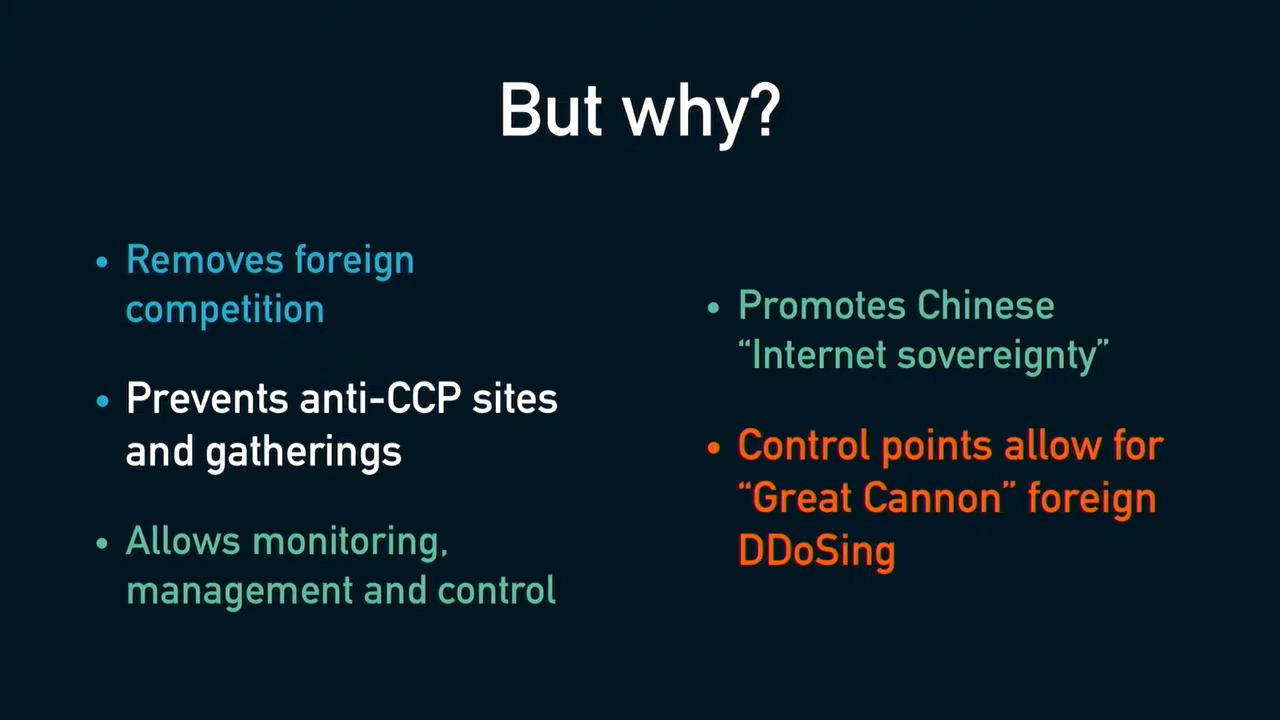 But why?
• Removes foreign
competition
• Prevents anti-CCP sites
and gatherings
• Allows monitoring,
management and control
• Promotes Chinese
“Internet sovereignty”
• Control points allow for
“Great Cannon” foreign
DDoSing